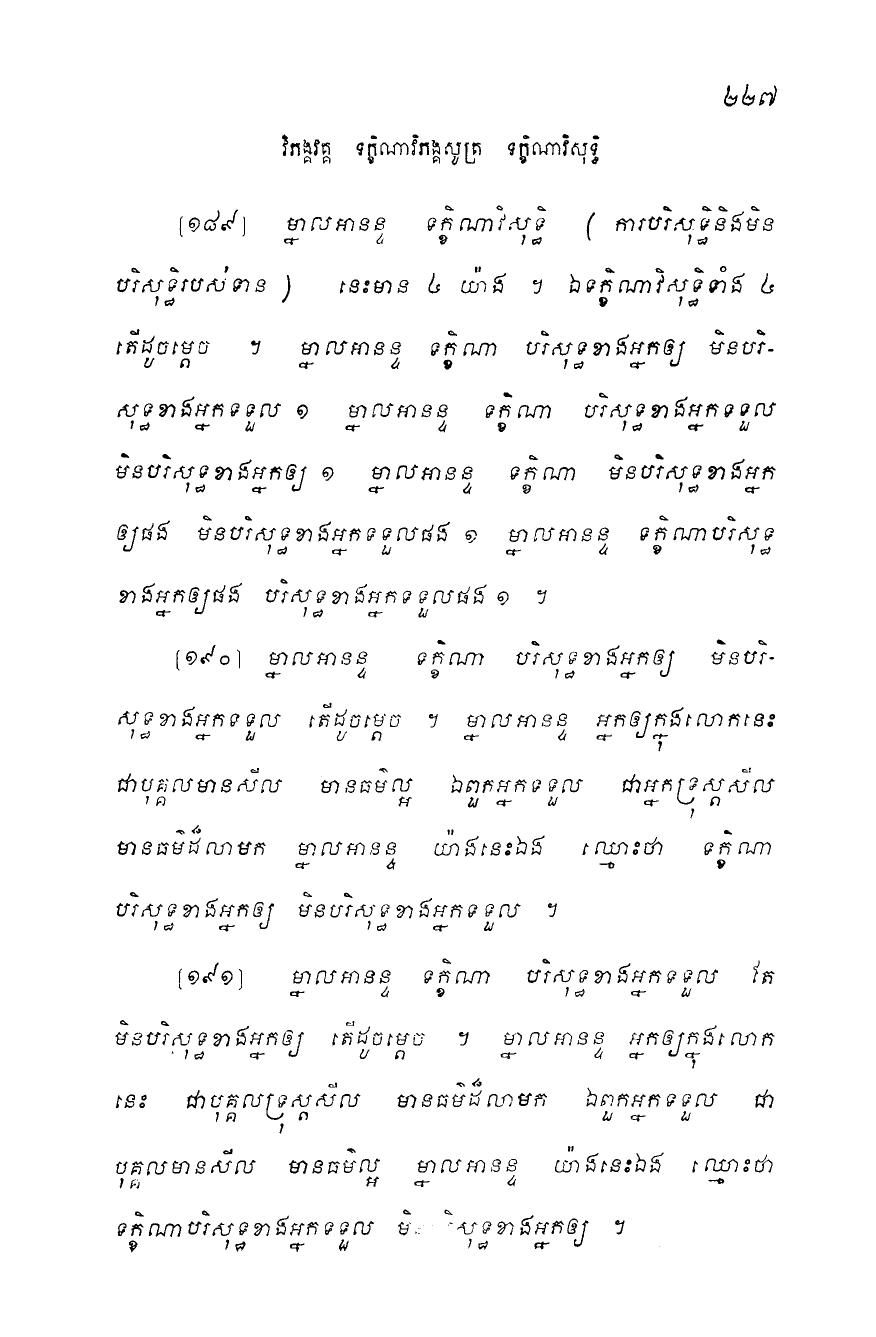 ២២៧
វិភង្គវគ្គ ទក្ខិណាវិភង្គសូត្រ ទក្ខិណាវិសុទ្ធិ
[១៨៩] ម្នាលអានន្ទ ទក្ខិណាវិសុទ្ធិ ( ការបរិសុទ្ធិនិងមិន
បរិសុទ្ធិរបស់ទាន ) នេះមាន ៤ យ៉ាង ។ ឯទក្ខិណាវិសុទ្ធិទាំង ៤
តើដូចម្តេច ។ ម្នាលអានន្ទ ទក្ខិណា បរិសុទ្ធខាងអ្នកឲ្យ មិនបរិ-
សុទ្ធខាងអ្នកទទួល ១ ម្នាលអានន្ទ ទក្ខិណា បរិសុទ្ធខាងអ្នកទទួល
មិនបរិសុទ្ធខាងអ្នកឲ្យ ១ ម្នាលអានន្ទ ទក្ខិណា មិនបរិសុទ្ធខាងអ្នក
ឲ្យផង មិនបរិសុទ្ធខាងអ្នកទទួលផង ១ ម្នាលអានន្ទ ទក្ខិណាបរិសុទ្ធ
ខាងអ្នកឲ្យផង បរិសុទ្ធខាងអ្នកទទួលផង ១ ។
[១៩០] ម្នាលអានន្ទ ទក្ខិណា បរិសុទ្ធខាងអ្នកឲ្យ មិនបរិ-
សុទ្ធខាងអ្នកទទួល តើដូចម្តេច ។ ម្នាលអានន្ទ អ្នកឲ្យក្នុងលោកនេះ
ជាបុគ្គលមានសីល មានធម៌ល្អ ឯពួកអ្នកទទួល ជាអ្នកទ្រុស្តសីល
មានធម៌ដ៏លាមក ម្នាលអានន្ទ យ៉ាងនេះឯង ឈ្មោះថា ទក្ខិណា
បរិសុទ្ធខាងអ្នកឲ្យ មិនបរិសុទ្ធខាងអ្នកទទួល ។
[១៩១] ម្នាលអានន្ទ ទក្ខិណា បរិសុទ្ធខាងអ្នកទទួល តែ
មិនបរិសុទ្ធខាងអ្នកឲ្យ តើដូចម្តេច ។ ម្នាលអានន្ទ អ្នកឲ្យក្នុងលោក
នេះ ជាបុគ្គលទ្រុស្តសីល មានធម៌ដ៏លាមក ឯពួកអ្នកទទួល ជា
បុគ្គលមានសីល មានធម៌ល្អ ម្នាលអានន្ទ យ៉ាងនេះឯង ឈ្មោះថា
ទក្ខិណាបរិសុទ្ធខាងអ្នកទទួល មិនបរិសុទ្ធខាងអ្នកឲ្យ ។